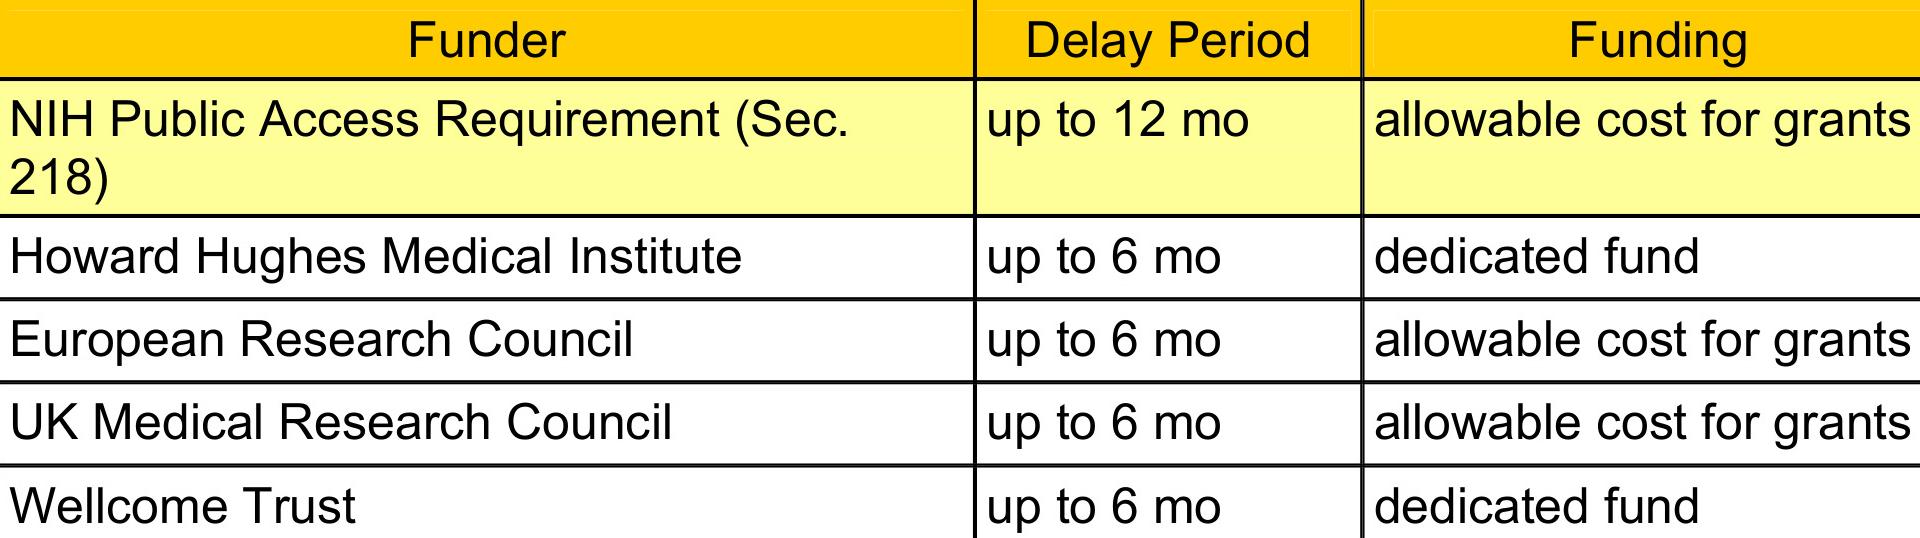 Funder Delay Period Funding
NIH Public Access Requirement (Sec. up to 12 mo allowable cost for grants
218)
Howard Hughes Medical Institute up to 6 mo dedicated fund
European Research Council up to 6 mo allowable cost for grants
UK Medical Research Council up to 6 mo allowable cost for grants
Wellcome Trust up to 6 mo dedicated fund